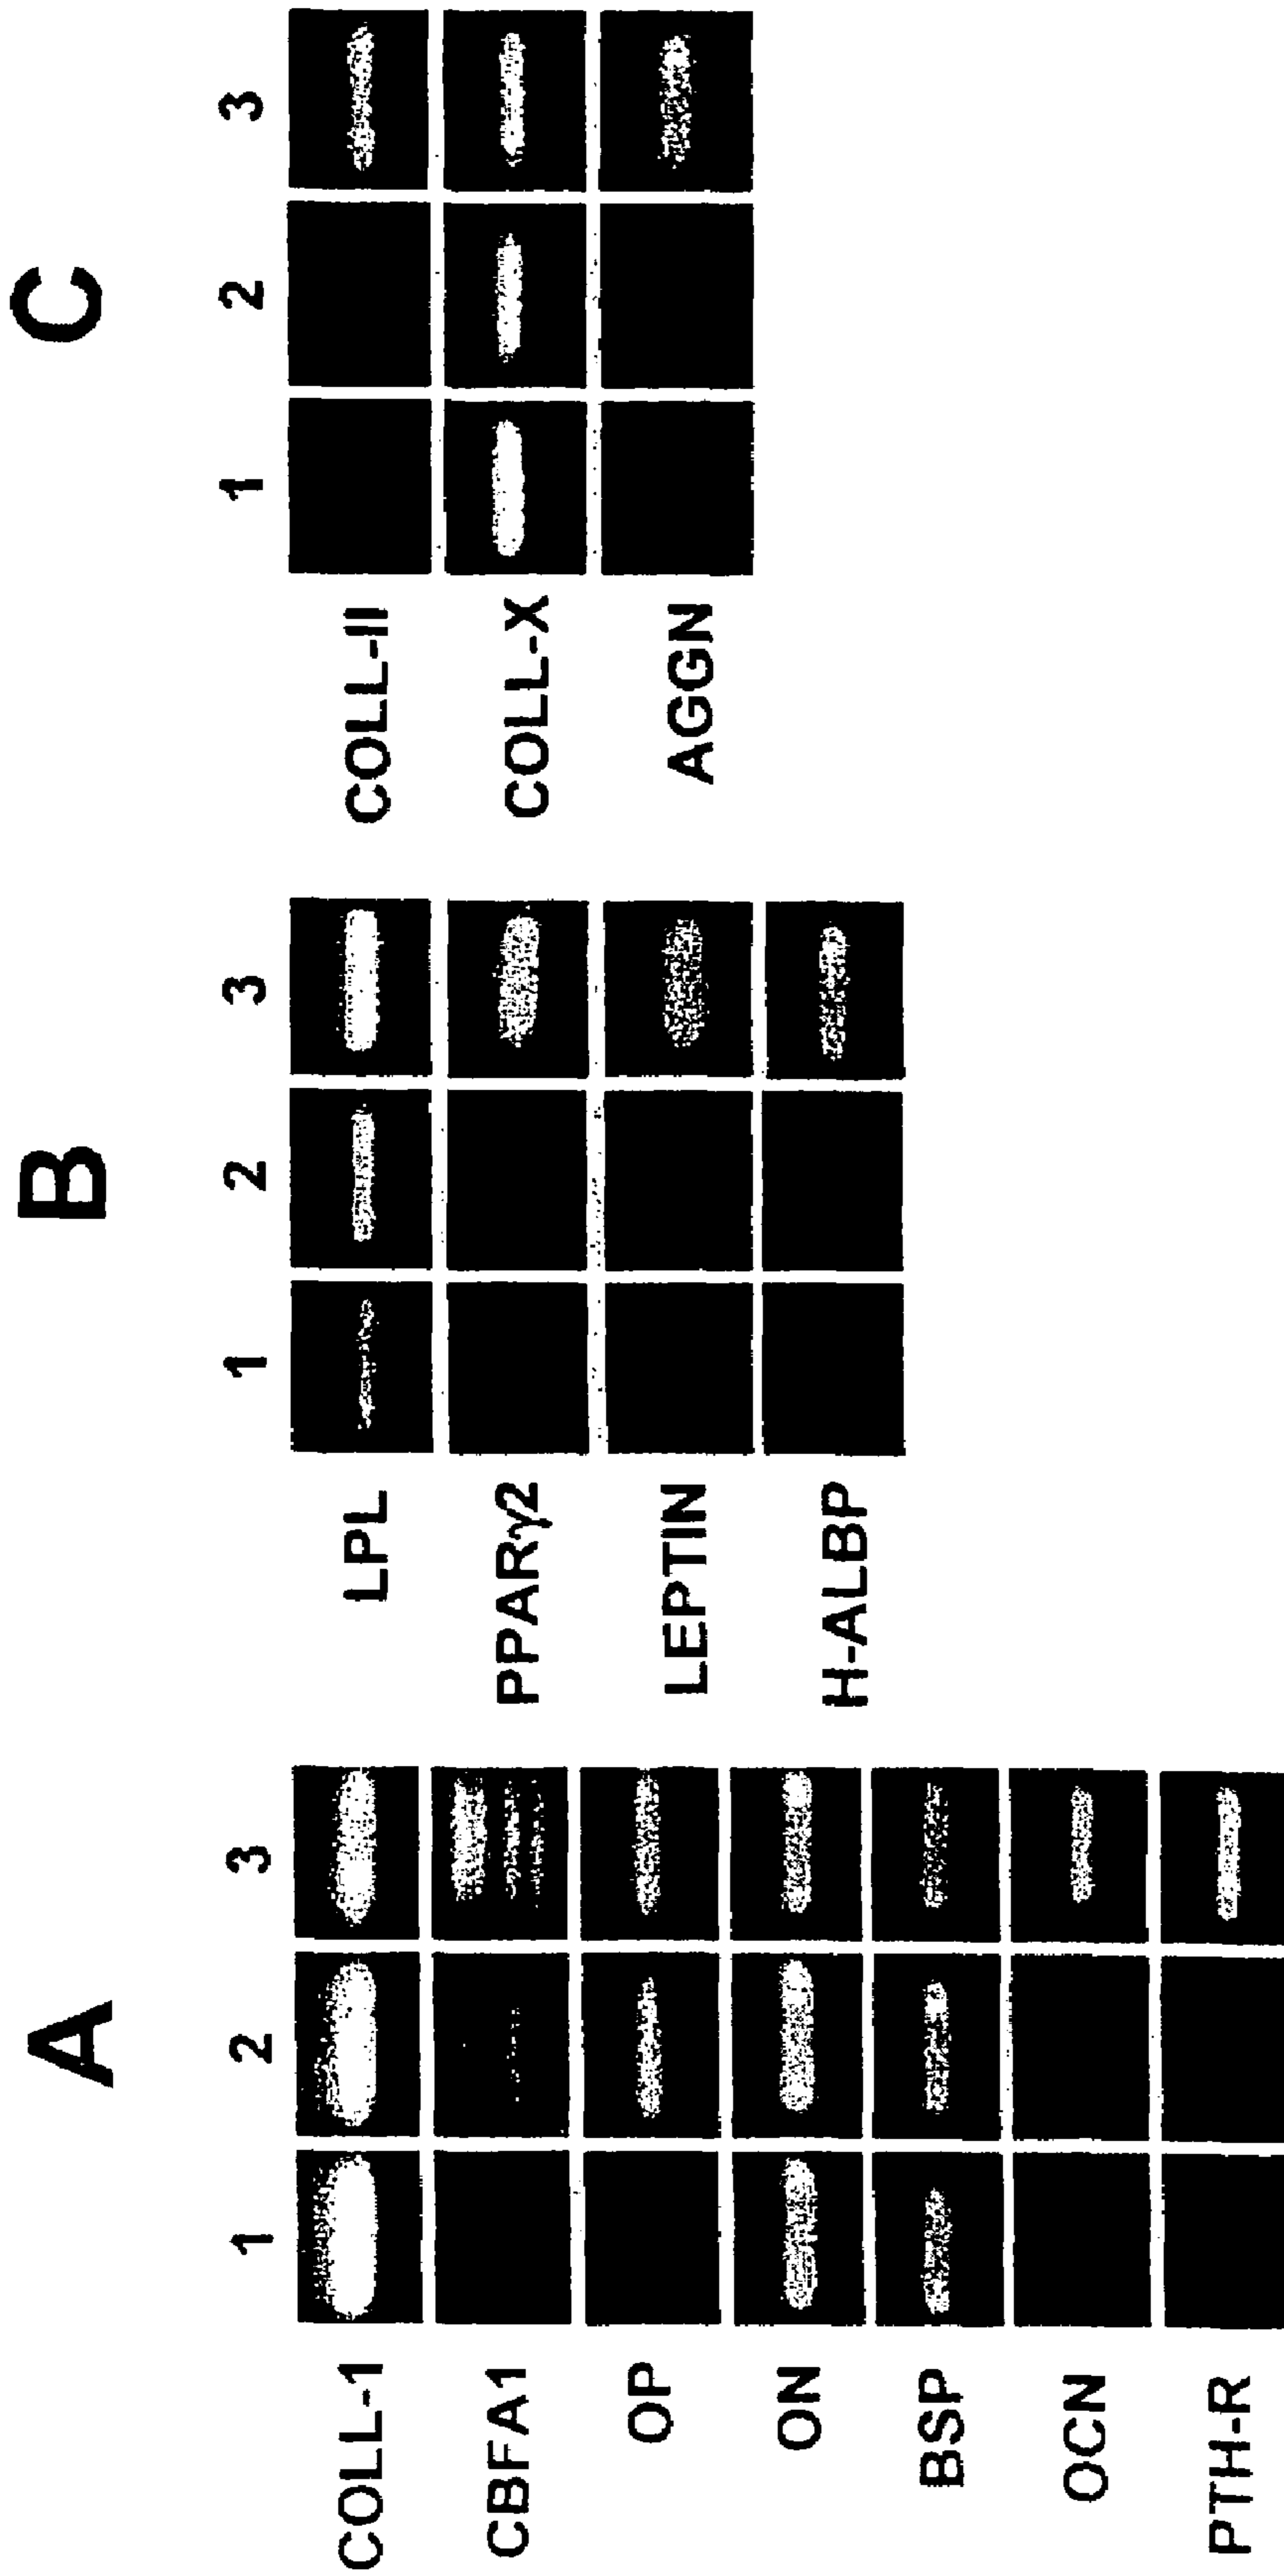 A
1 2 3
COLL-1
CBFA1
OP
ON
BSP
OCN
PTH-R
B
1 2 3
LPL
PPARγ2
LEPTIN
H-ALBP
C
1 2 3
COLL-II
COLL-X
AGGN